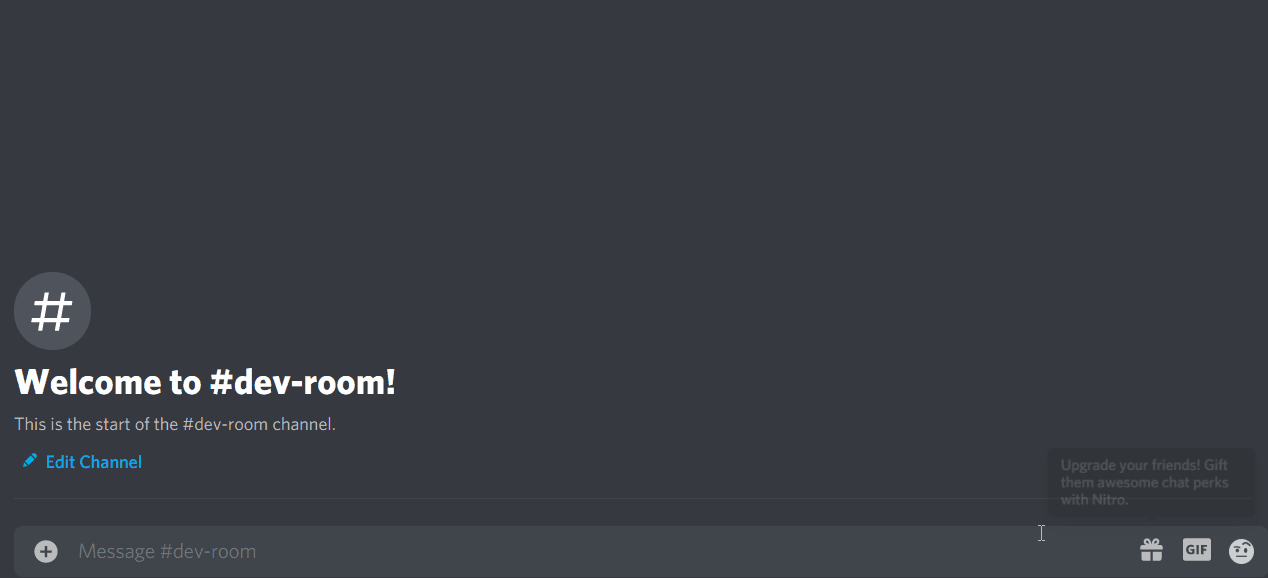 #
Welcome to #dev-room!
This is the start of the #dev-room channel.
Edit Channel
Upgrade your friends! Gift
them awesome chat perks
with Nitro.
Message #dev-room
GIF